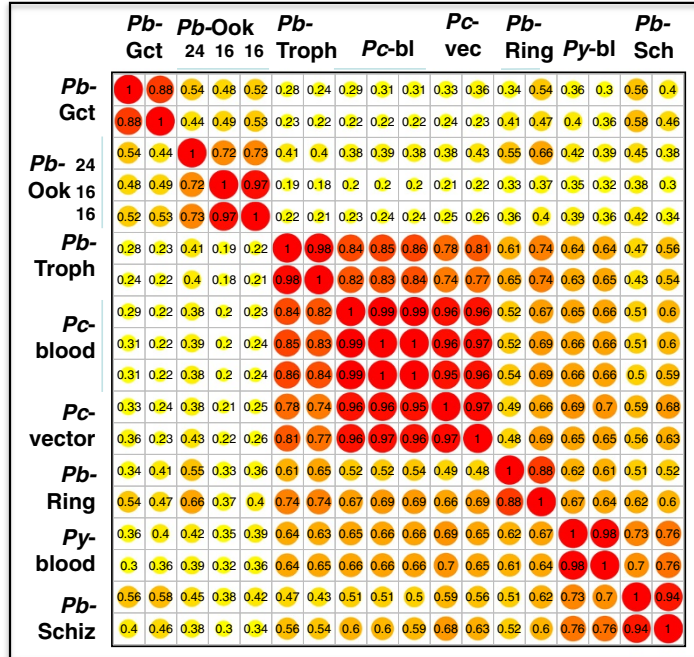 Pb- Pb-Ook Pb- Pc- Pb- Pb-
Gct 24 16 16 Troph Pc-bl vec Ring Py-bl Sch
Pb-
Gct
1 0.88 0.54 0.48 0.52 0.28 0.24 0.29 0.31 0.31 0.33 0.36 0.34 0.54 0.36 0.3 0.56 0.4
0.88 1 0.44 0.49 0.53 0.23 0.22 0.22 0.22 0.22 0.24 0.23 0.41 0.47 0.4 0.36 0.58 0.46
Pb- 24
Ook 16
16
0.54 0.44 1 0.72 0.73 0.41 0.4 0.38 0.39 0.38 0.38 0.43 0.55 0.66 0.42 0.39 0.45 0.38
0.48 0.49 0.72 1 0.97 0.19 0.18 0.2 0.2 0.2 0.21 0.22 0.33 0.37 0.35 0.32 0.38 0.3
0.52 0.53 0.73 0.97 1 0.22 0.21 0.23 0.24 0.24 0.25 0.26 0.36 0.4 0.39 0.36 0.42 0.34
Pb-
Troph
0.28 0.23 0.41 0.19 0.22 1 0.98 0.84 0.85 0.86 0.78 0.81 0.61 0.74 0.64 0.64 0.47 0.56
0.24 0.22 0.4 0.18 0.21 0.98 1 0.82 0.83 0.84 0.74 0.77 0.65 0.74 0.63 0.65 0.43 0.54
Pc-
blood
0.29 0.22 0.38 0.2 0.23 0.84 0.82 1 0.99 0.99 0.96 0.96 0.52 0.67 0.65 0.66 0.51 0.6
0.31 0.22 0.39 0.2 0.24 0.85 0.83 0.99 1 1 0.96 0.97 0.52 0.69 0.66 0.66 0.51 0.6
0.31 0.22 0.38 0.2 0.24 0.86 0.84 0.99 1 1 0.95 0.96 0.54 0.69 0.66 0.66 0.5 0.59
Pc-
vector
0.33 0.24 0.38 0.21 0.25 0.78 0.74 0.96 0.96 0.95 1 0.97 0.49 0.66 0.69 0.7 0.59 0.68
0.36 0.23 0.43 0.22 0.26 0.81 0.77 0.96 0.97 0.96 0.97 1 0.48 0.69 0.65 0.65 0.56 0.63
Pb-
Ring
0.34 0.41 0.55 0.33 0.36 0.61 0.65 0.52 0.52 0.54 0.49 0.48 1 0.88 0.62 0.61 0.51 0.52
0.54 0.47 0.66 0.37 0.4 0.74 0.74 0.67 0.69 0.69 0.66 0.69 0.88 1 0.67 0.64 0.62 0.6
Py-
blood
0.36 0.4 0.42 0.35 0.39 0.64 0.63 0.65 0.66 0.66 0.69 0.65 0.62 0.67 1 0.98 0.73 0.76
0.3 0.36 0.39 0.32 0.36 0.64 0.65 0.66 0.66 0.66 0.7 0.65 0.61 0.64 0.98 1 0.7 0.76
Pb-
Schiz
0.56 0.58 0.45 0.38 0.42 0.47 0.43 0.51 0.51 0.5 0.59 0.56 0.51 0.62 0.73 0.7 1 0.94
0.4 0.46 0.38 0.3 0.34 0.56 0.54 0.6 0.6 0.59 0.68 0.63 0.52 0.6 0.76 0.76 0.94 1